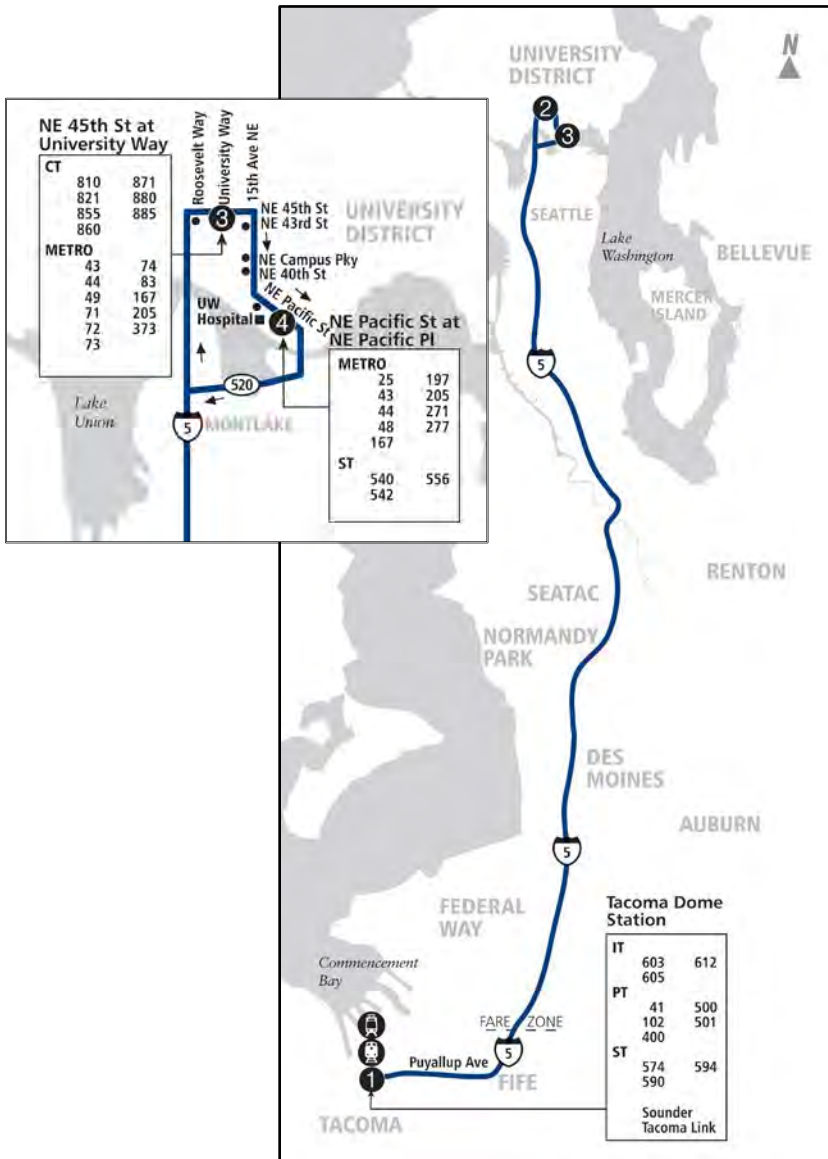 UNIVERSITY
DISTRICT
N
2
3
SEATTLE
Lake
Washington
BELLEVUE
MERCER
ISLAND
5
RENTON
SEATAC
NORMANDY
PARK
DES
MOINES
AUBURN
5
FEDERAL
WAY
Commencement
Bay
FARE ZONE
5
Puyallup Ave
1
FIFE
TACOMA
Tacoma Dome
Station
IT
603 612
605
PT
41 500
102 501
400
ST
574 594
590
Sounder
Tacoma Link
NE 45th St at
University Way
CT
810 871
821 880
855 885
860
METRO
43 74
44 83
49 167
71 205
72 373
73
Roosevelt Way
University Way
15th Ave NE
3
NE 45th St
NE 43rd St
UNIVERSITY
DISTRICT
NE Campus Pky
NE 40th St
NE Pacific St
UW
Hospital
4
NE Pacific St at
NE Pacific Pl
METRO
25 197
43 205
44 271
48 277
167
ST
540 556
542
520
Lake
Union
5
MONTLAKE